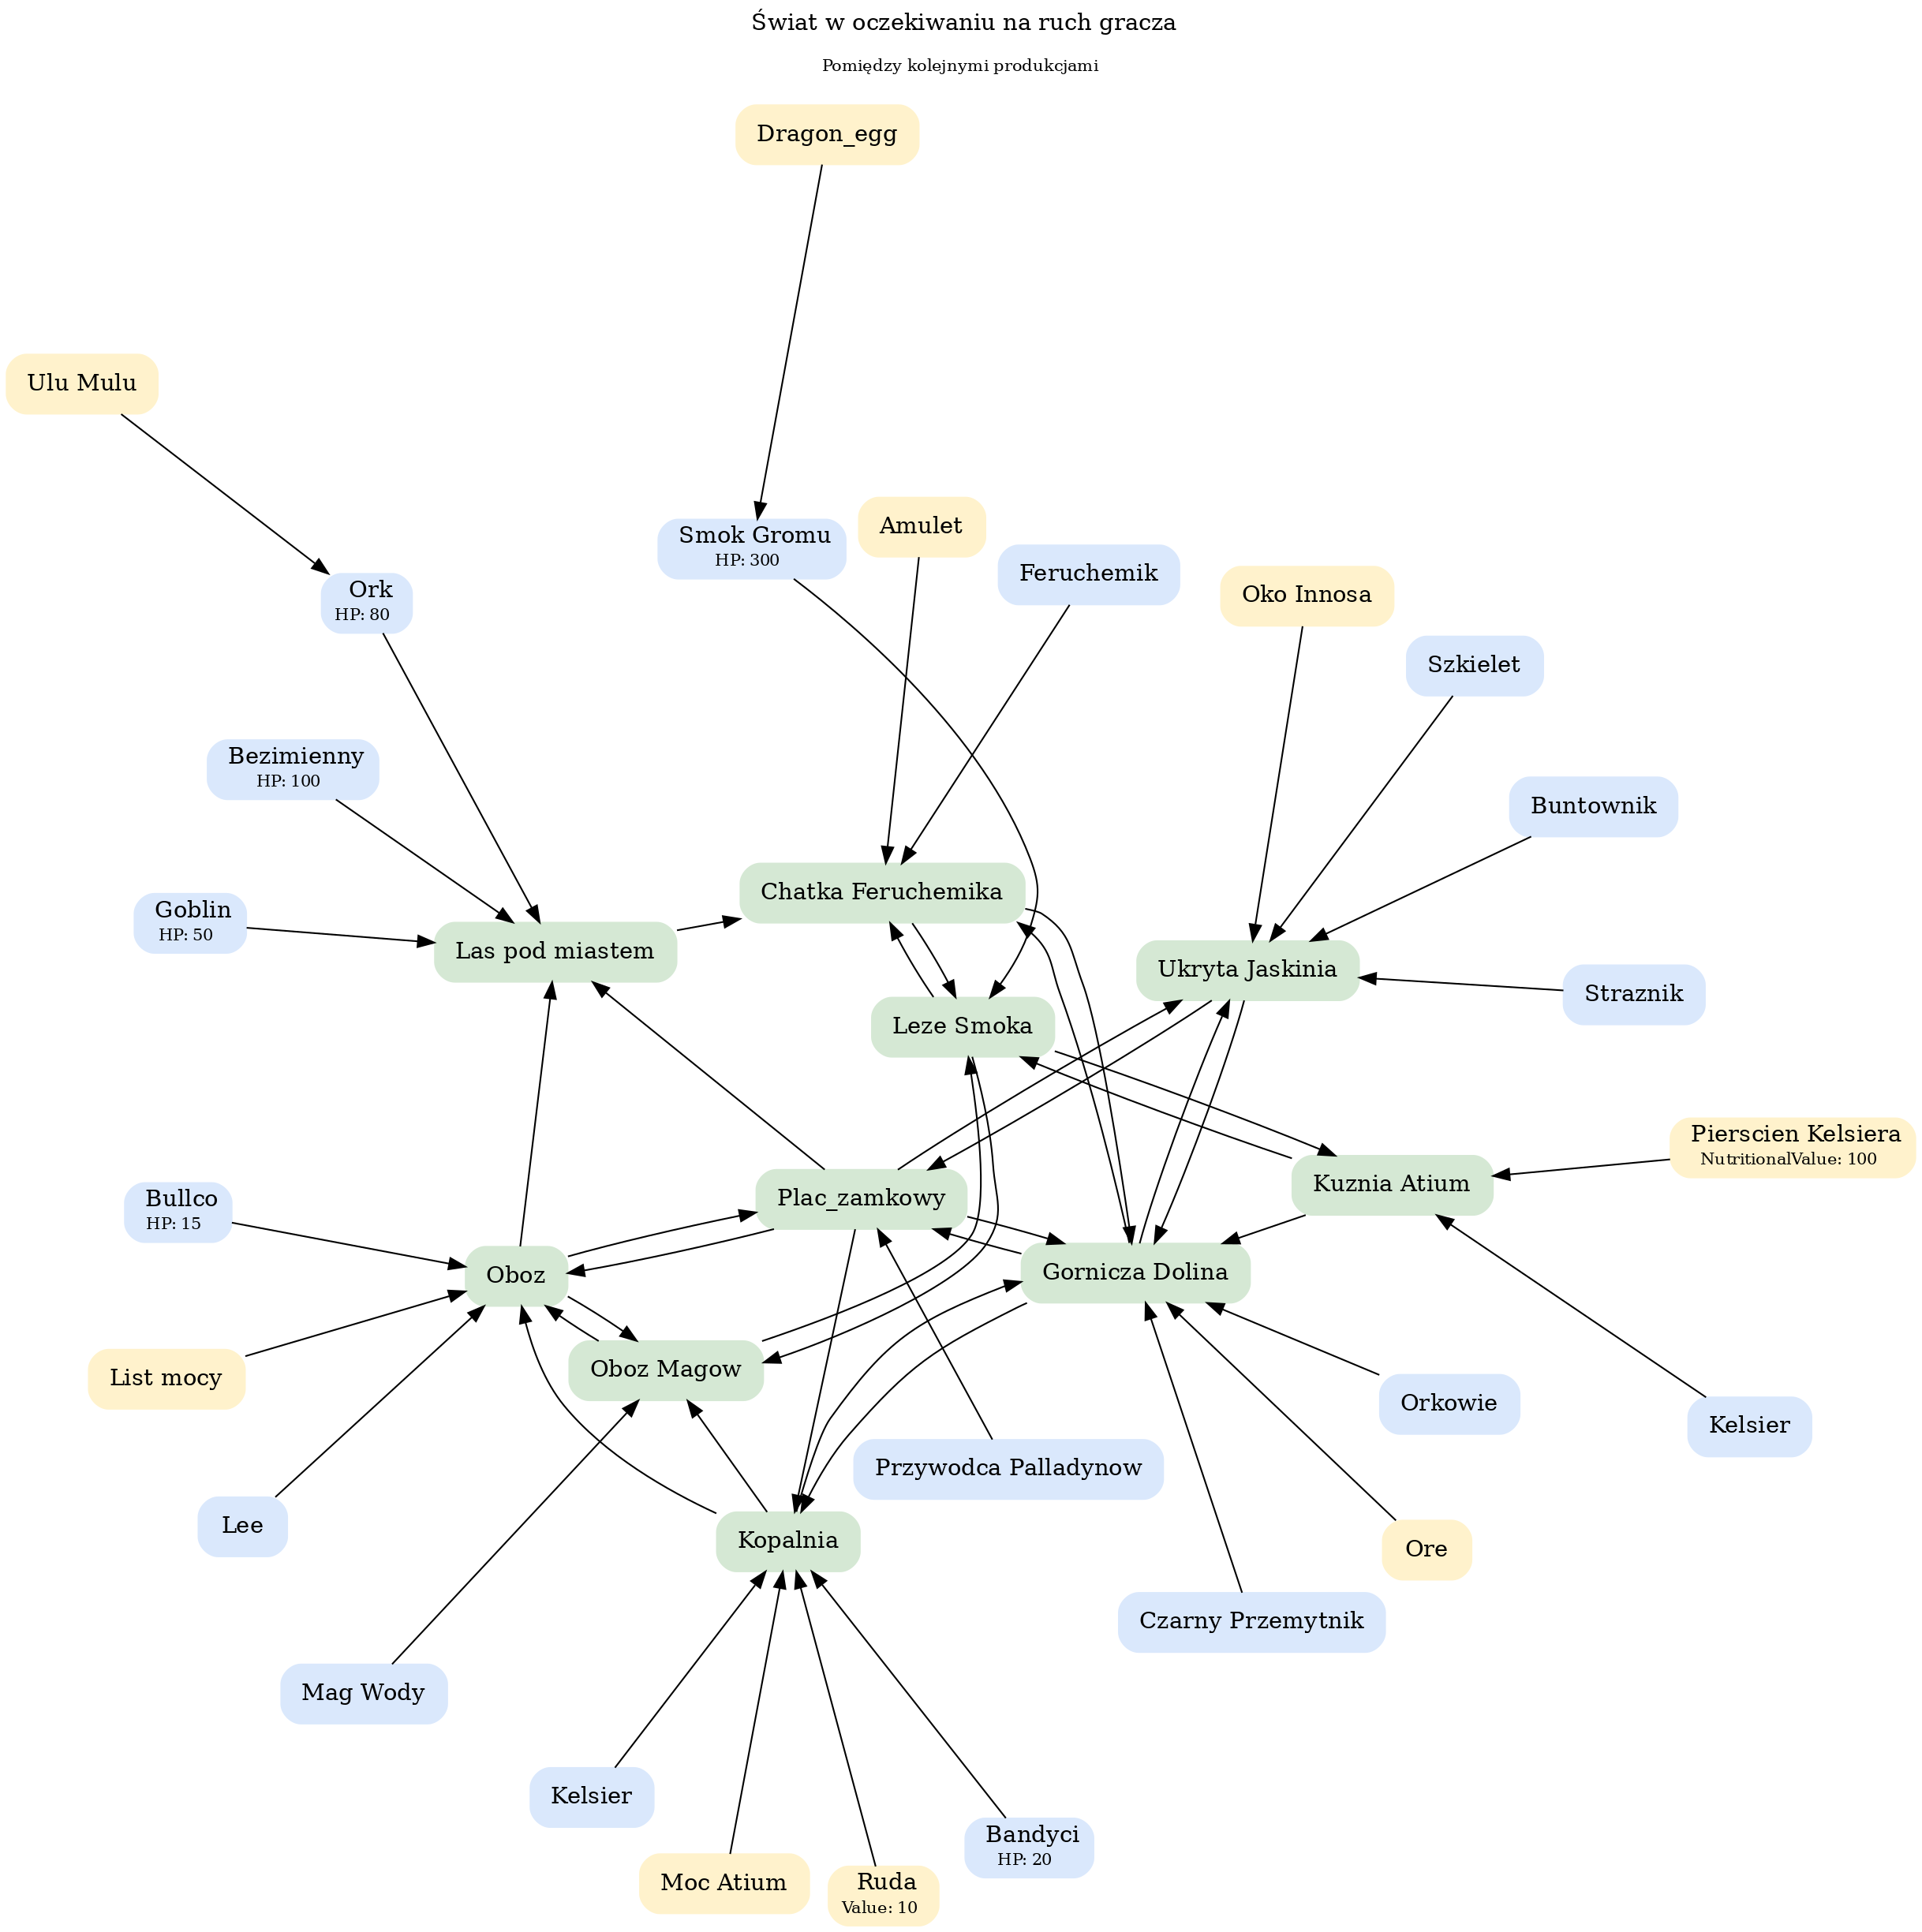 Świat w oczekiwaniu na ruch gracza
Pomiędzy kolejnymi produkcjami
Dragon_egg
Ulu Mulu
Smok Gromu
HP: 300
Amulet
Feruchemik
Ork
HP: 80
Oko Innosa
Szkielet
Bezimienny
HP: 100
Buntownik
Chatka Feruchemika
Goblin
HP: 50
Las pod miastem
Ukryta Jaskinia
Straznik
Leze Smoka
Pierscien Kelsiera
NutritionalValue: 100
Kuznia Atium
Plac_zamkowy
Bullco
HP: 15
Oboz
Gornicza Dolina
Oboz Magow
List mocy
Orkowie
Kelsier
Przywodca Palladynow
Lee
Kopalnia
Ore
Czarny Przemytnik
Mag Wody
Kelsier
Bandyci
HP: 20
Moc Atium
Ruda
Value: 10